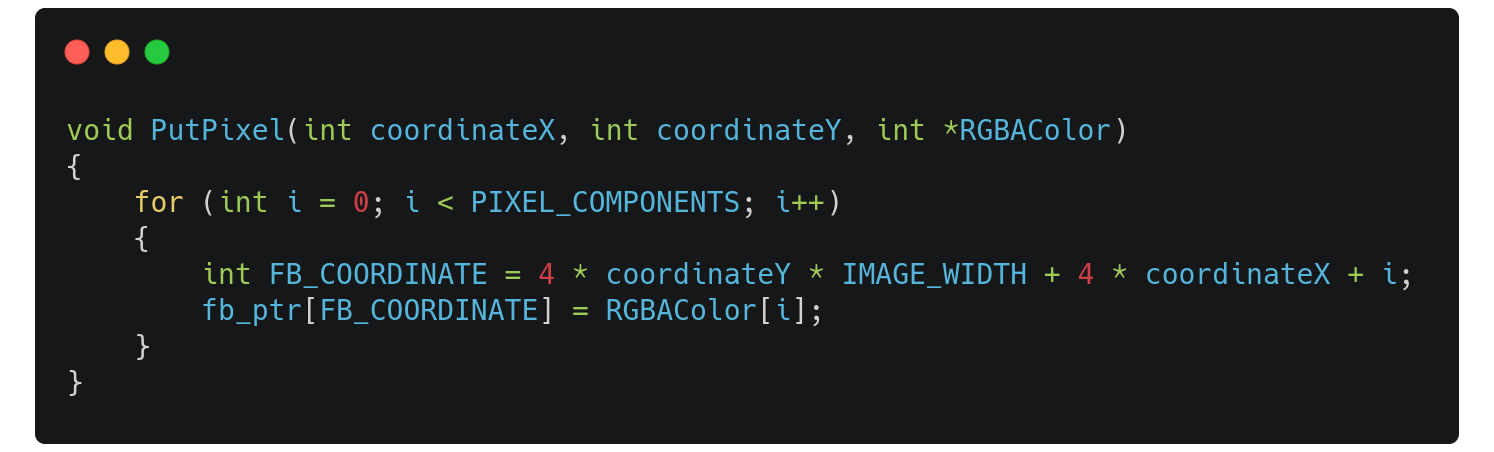 void PutPixel(int coordinateX, int coordinateY, int *RGBAColor)
{
    for (int i = 0; i < PIXEL_COMPONENTS; i++)
    {
        int FB_COORDINATE = 4 * coordinateY * IMAGE_WIDTH + 4 * coordinateX + i;
        fb_ptr[FB_COORDINATE] = RGBAColor[i];
    }
}